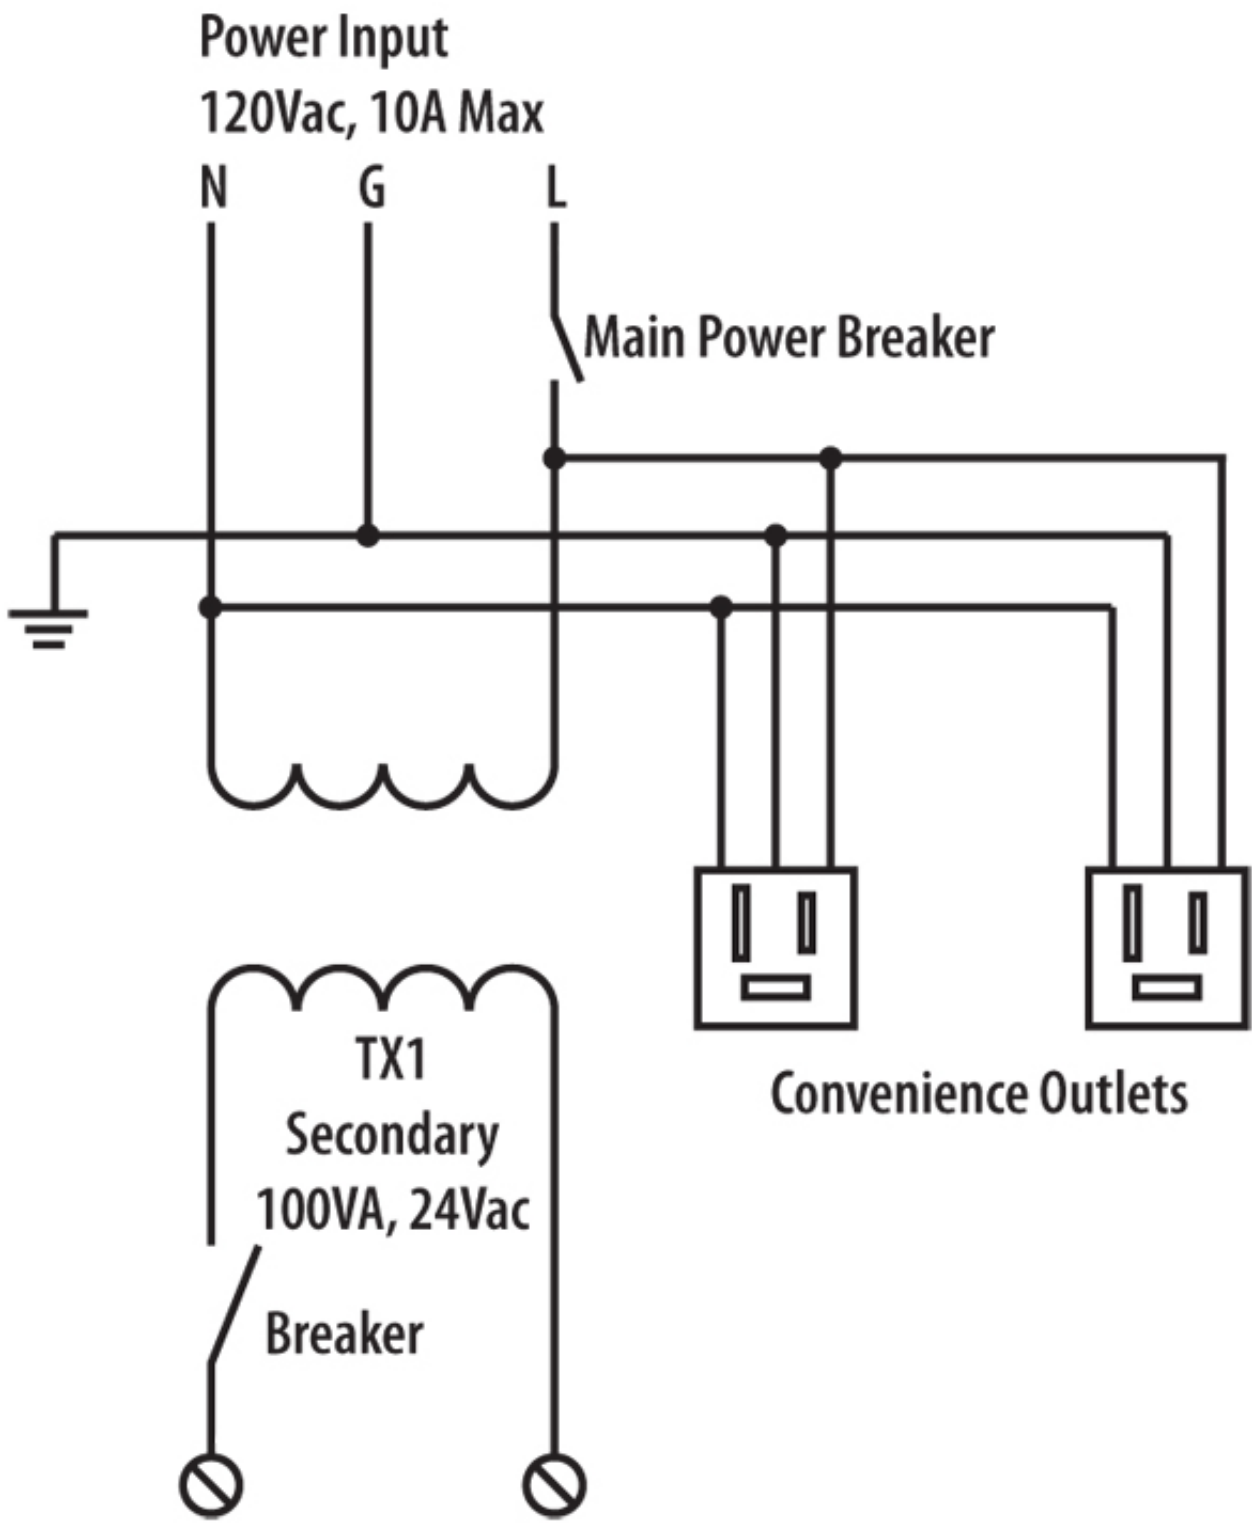 Power Input
120Vac, 10A Max
N G L
Main Power Breaker
TX1
Secondary
100VA, 24Vac
Breaker
Convenience Outlets